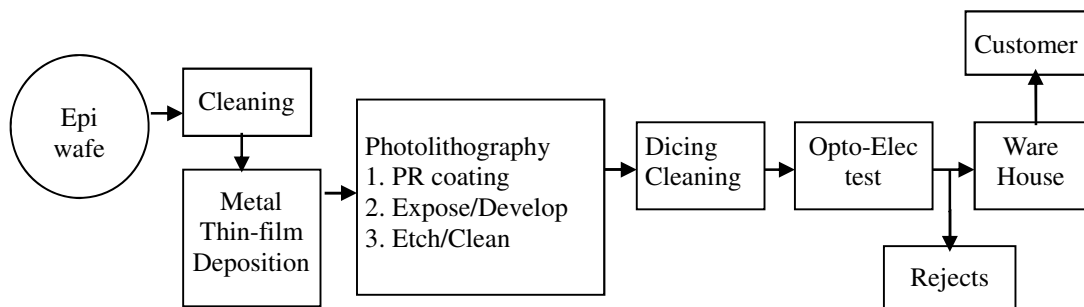 Epi
wafe
Cleaning
Metal
Thin-film
Deposition
Photolithography
1. PR coating
2. Expose/Develop
3. Etch/Clean
Dicing
Cleaning
Opto-Elec
test
Ware
House
Customer
Rejects